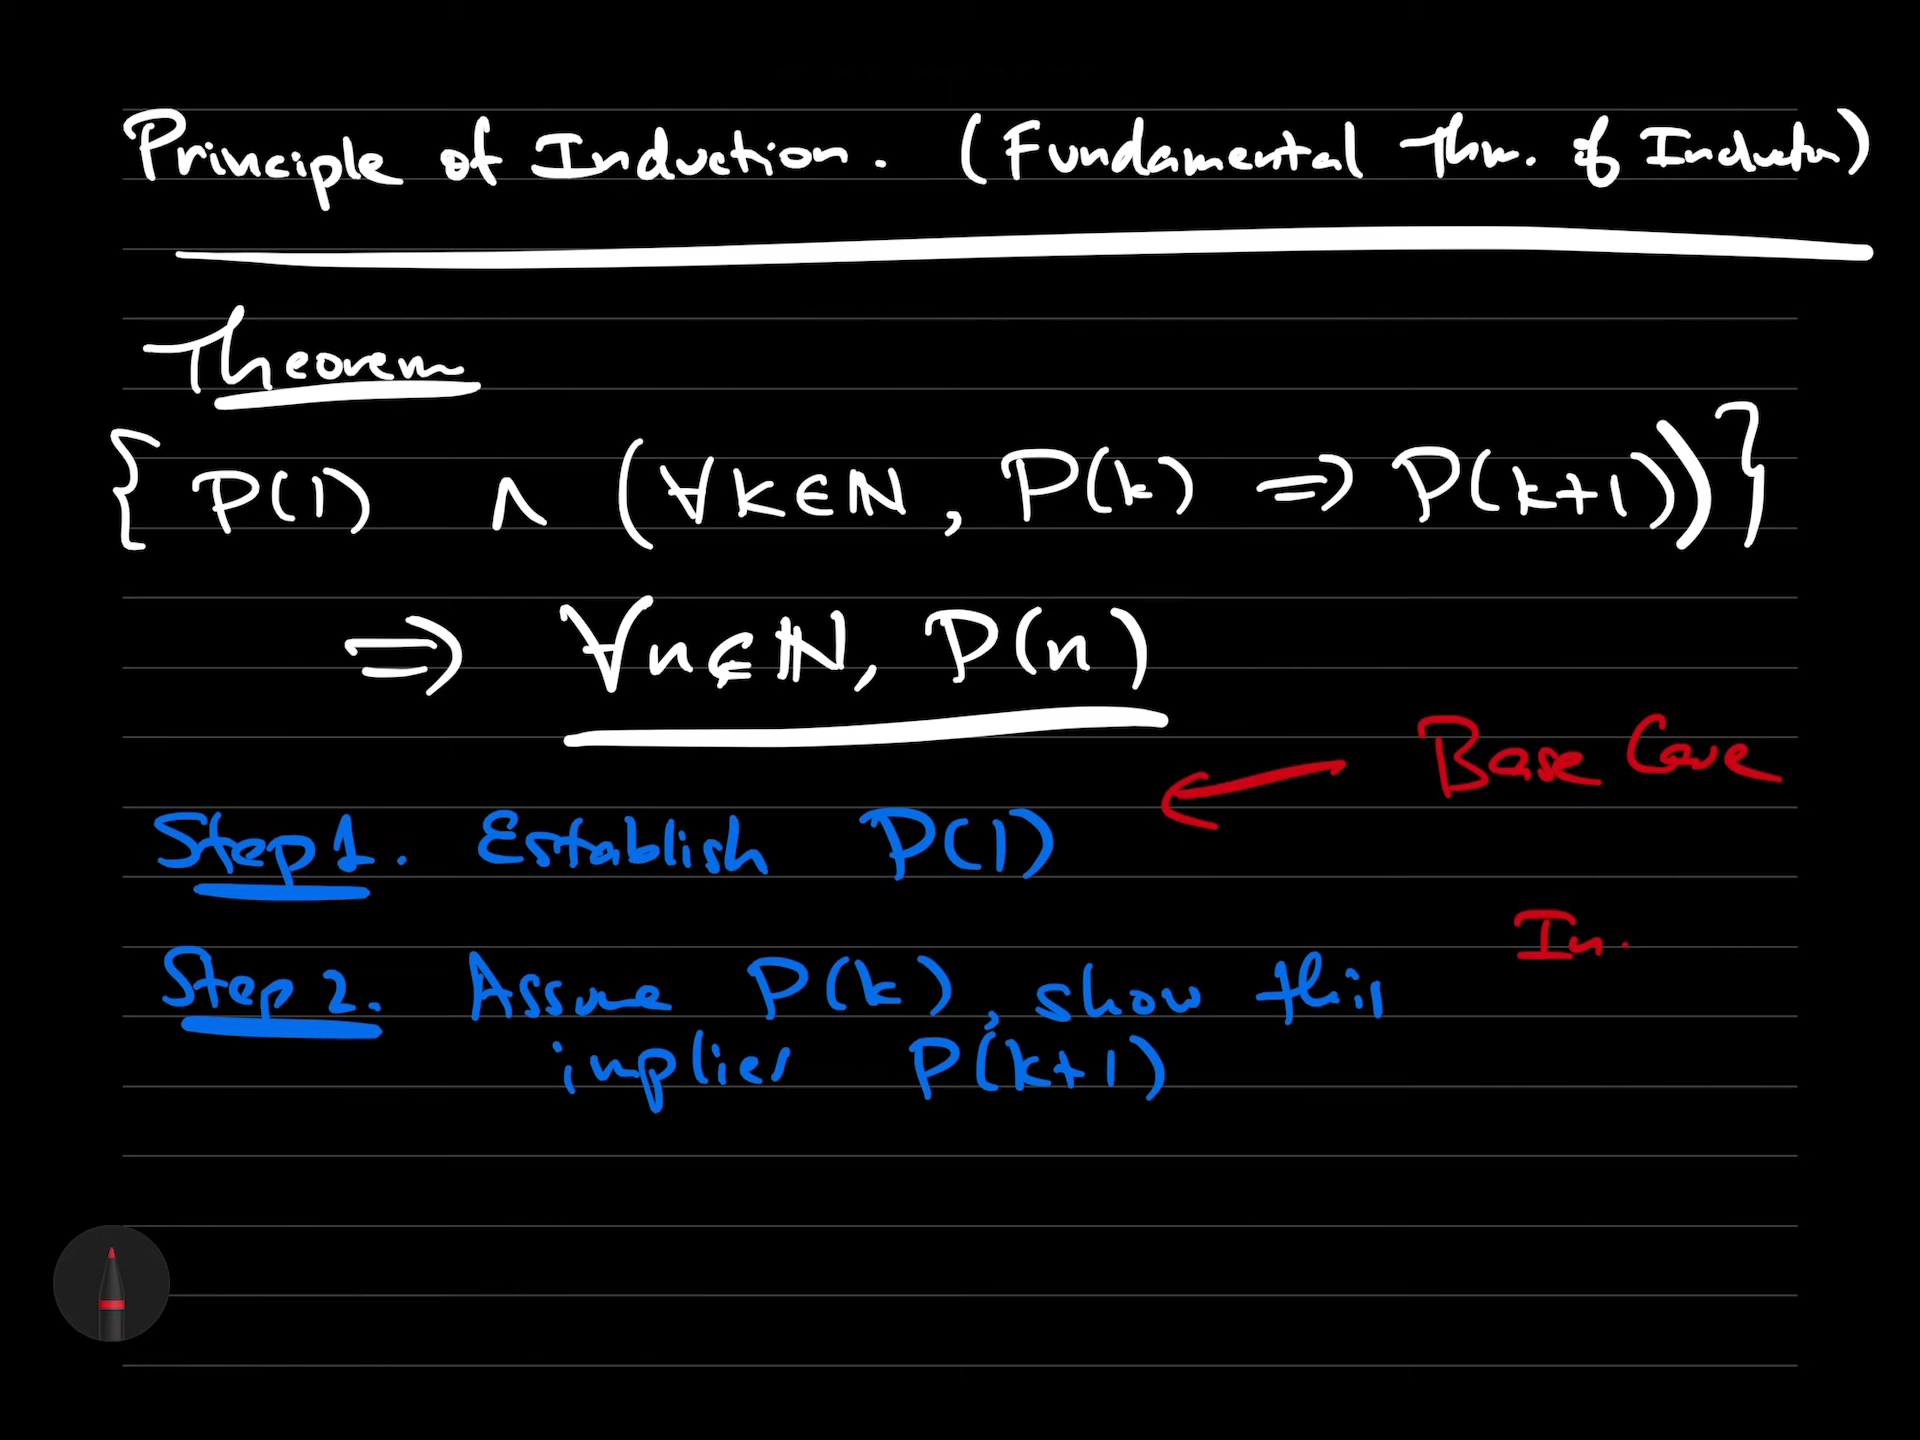 Principle of Induction. (Fundamental Thm. of Induction)
Theorem
{ P(1) ∧ (∀k∈ℕ, P(k) ⇒ P(k+1)) }
⇒ ∀n∈ℕ, P(n)
Base Case
Step 1. Establish P(1)
In.
Step 2. Assume P(k), show this
implies P(k+1)